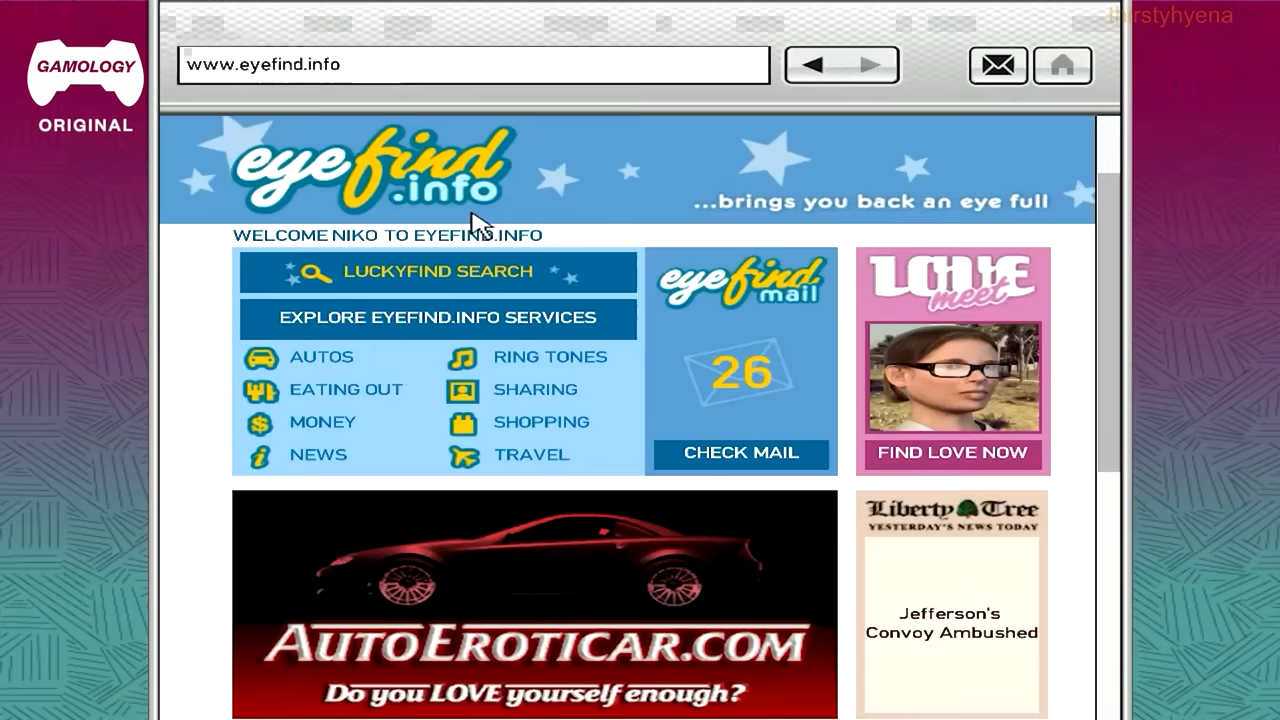 thirstyhyena
GAMOLOGY
ORIGINAL
www.eyefind.info
eyefind
.info
...brings you back an eye full
WELCOME NIKO TO EYEFIND.INFO
LUCKYFIND SEARCH
EXPLORE EYEFIND.INFO SERVICES
AUTOS
RING TONES
EATING OUT
SHARING
MONEY
SHOPPING
NEWS
TRAVEL
eyefind
mail
26
CHECK MAIL
LOVE
meet
FIND LOVE NOW
AUTOEROTICAR.COM
Do you LOVE yourself enough?
Liberty Tree
YESTERDAY'S NEWS TODAY
Jefferson's
Convoy Ambushed